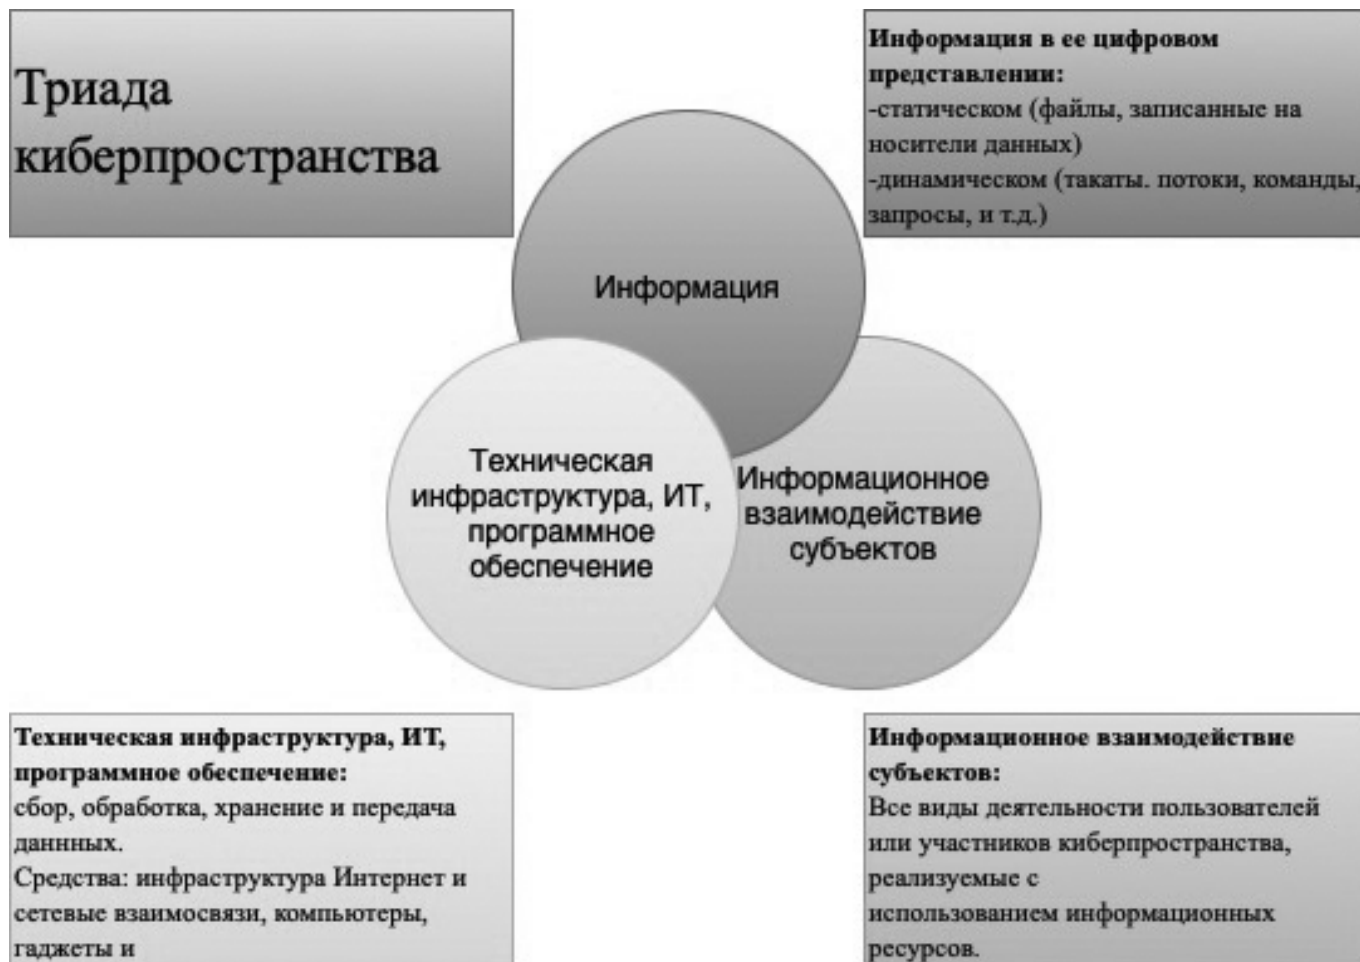 Триада
киберпространства
Информация в ее цифровом
представлении:
-статическом (файлы, записанные на
носители данных)
-динамическом (такаты. потоки, команды,
запросы, и т.д.)
Информация
Техническая
инфраструктура, ИТ,
программное
обеспечение
Информационное
взаимодействие
субъектов
Техническая инфраструктура, ИТ,
программное обеспечение:
сбор, обработка, хранение и передача
даннных.
Средства: инфраструктура Интернет и
сетевые взаимосвязи, компьютеры,
гаджеты и
Информационное взаимодействие
субъектов:
Все виды деятельности пользователей
или участников киберпространства,
реализуемые с
использованием информационных
ресурсов.